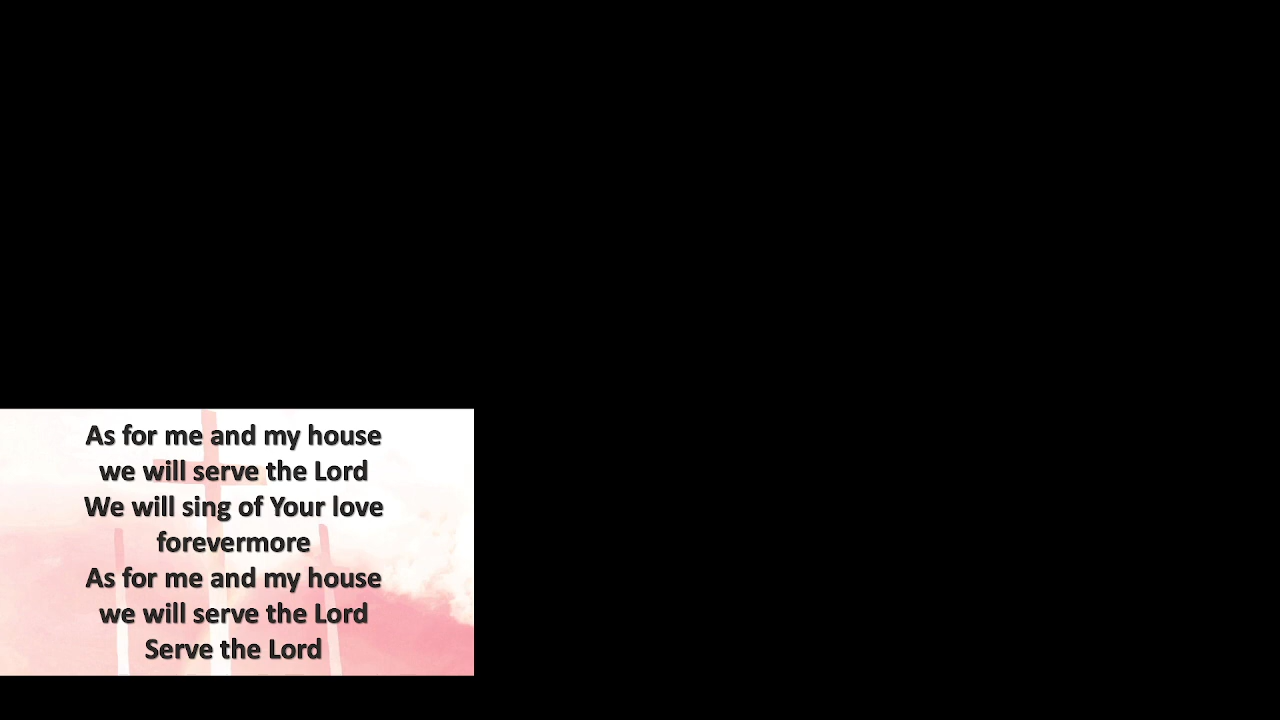 As for me and my house
we will serve the Lord
We will sing of Your love
forevermore
As for me and my house
we will serve the Lord
Serve the Lord